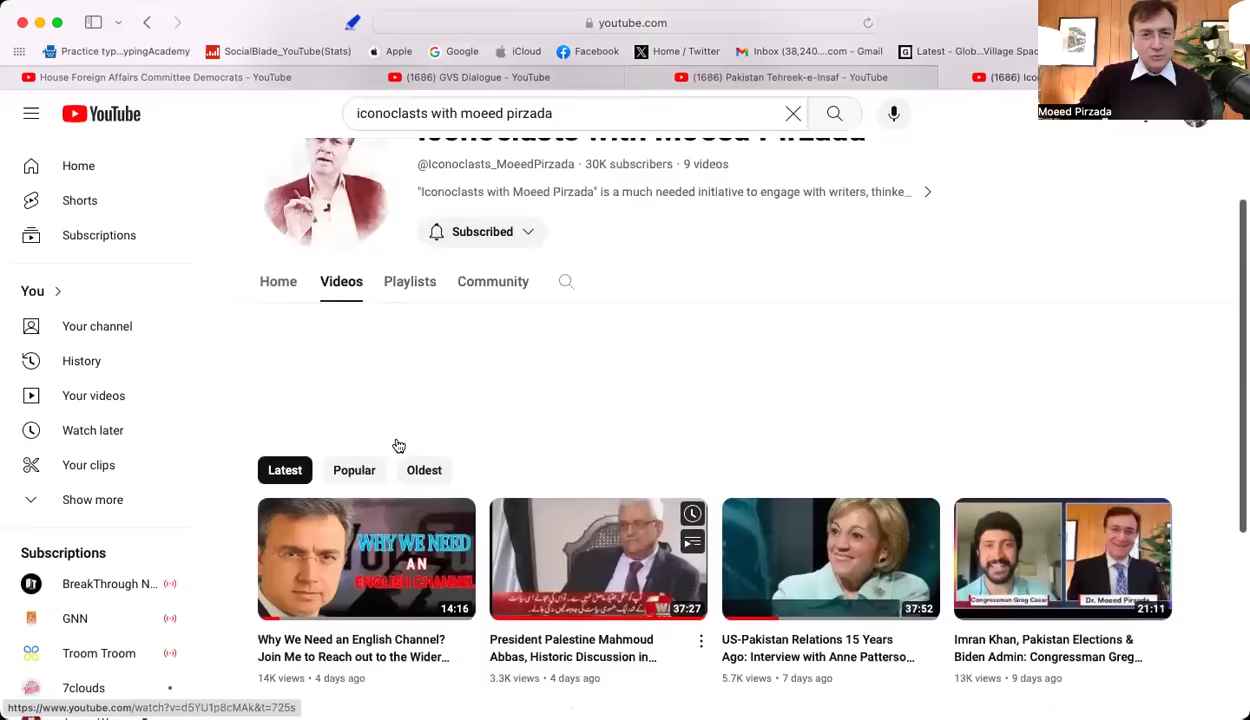 youtube.com
Practice typ...ypingAcademy
SocialBlade_YouTube(Stats)
Apple
Google
iCloud
Facebook
Home / Twitter
Inbox (38,240....com - Gmail
Latest - Glob...Village Spac
House Foreign Affairs Committee Democrats - YouTube
(1686) GVS Dialogue - YouTube
(1686) Pakistan Tehreek-e-Insaf - YouTube
(1686) Ico
Moeed Pirzada
YouTube
iconoclasts with moeed pirzada
Iconoclasts with Moeed Pirzada
@Iconoclasts_MoeedPirzada · 30K subscribers · 9 videos
"Iconoclasts with Moeed Pirzada" is a much needed initiative to engage with writers, thinke...
Subscribed
Home
Videos
Playlists
Community
Home
Shorts
Subscriptions
You
Your channel
History
Your videos
Watch later
Your clips
Show more
Subscriptions
BreakThrough N...
GNN
Troom Troom
7clouds
Latest
Popular
Oldest
WHY WE NEED
AN
ENGLISH CHANNEL
14:16
Why We Need an English Channel?
Join Me to Reach out to the Wider...
14K views • 4 days ago
37:27
President Palestine Mahmoud
Abbas, Historic Discussion in...
3.3K views • 4 days ago
37:52
US-Pakistan Relations 15 Years
Ago: Interview with Anne Patterso...
5.7K views • 7 days ago
Congressman Greg Casar
Dr. Moeed Pirzada
21:11
Imran Khan, Pakistan Elections &
Biden Admin: Congressman Greg...
13K views • 9 days ago
https://www.youtube.com/watch?v=d5YU1p8cMAk&t=725s